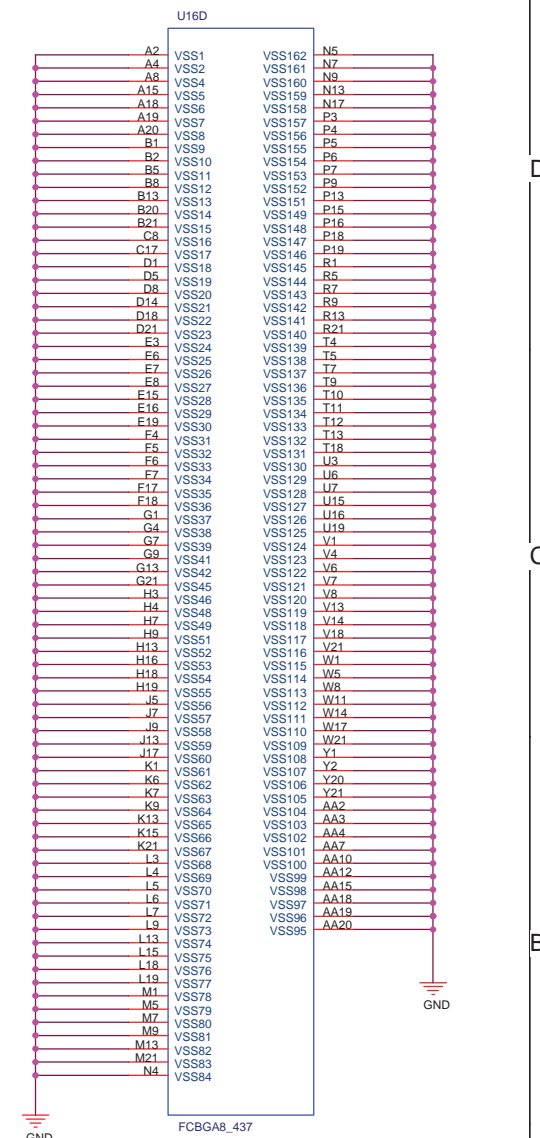 U16D
A2 VSS1 VSS162 N5
A4 VSS2 VSS161 N7
A8 VSS4 VSS160 N9
A15 VSS5 VSS159 N13
A18 VSS6 VSS158 N17
A19 VSS7 VSS157 P3
A20 VSS8 VSS156 P4
B1 VSS9 VSS155 P5
B2 VSS10 VSS154 P6
B5 VSS11 VSS153 P7
B8 VSS12 VSS152 P9
D
B13 VSS13 VSS151 P13
B20 VSS14 VSS149 P15
B21 VSS15 VSS148 P16
C8 VSS16 VSS147 P18
C17 VSS17 VSS146 P19
D1 VSS18 VSS145 R1
D5 VSS19 VSS144 R5
D8 VSS20 VSS143 R7
D14 VSS21 VSS142 R9
D18 VSS22 VSS141 R13
D21 VSS23 VSS140 R21
E3 VSS24 VSS139 T4
E6 VSS25 VSS138 T5
E7 VSS26 VSS137 T7
E8 VSS27 VSS136 T9
E15 VSS28 VSS135 T10
E16 VSS29 VSS134 T11
E19 VSS30 VSS133 T12
F4 VSS31 VSS132 T13
F5 VSS32 VSS131 T18
F6 VSS33 VSS130 U3
F7 VSS34 VSS129 U6
F17 VSS35 VSS128 U7
F18 VSS36 VSS127 U15
G1 VSS37 VSS126 U16
G4 VSS38 VSS125 U19
G7 VSS39 VSS124 V1
G9 VSS41 VSS123 V4
C
G13 VSS42 VSS122 V6
G21 VSS45 VSS121 V7
H3 VSS46 VSS120 V8
H4 VSS48 VSS119 V13
H7 VSS49 VSS118 V14
H9 VSS51 VSS117 V18
H13 VSS52 VSS116 V21
H16 VSS53 VSS115 W1
H18 VSS54 VSS114 W5
H19 VSS55 VSS113 W8
J5 VSS56 VSS112 W11
J7 VSS57 VSS111 W14
J9 VSS58 VSS110 W17
J13 VSS59 VSS109 W21
J17 VSS60 VSS108 Y1
K1 VSS61 VSS107 Y2
K6 VSS62 VSS106 Y20
K7 VSS63 VSS105 Y21
K9 VSS64 VSS104 AA2
K13 VSS65 VSS103 AA3
K15 VSS66 VSS102 AA4
K21 VSS67 VSS101 AA7
L3 VSS68 VSS100 AA10
L4 VSS69 VSS99 AA12
L5 VSS70 VSS98 AA15
L6 VSS71 VSS97 AA18
L7 VSS72 VSS96 AA19
L9 VSS73 VSS95 AA20
B
L13 VSS74
L15 VSS75
L18 VSS76
L19 VSS77
M1 VSS78
GND
M5 VSS79
M7 VSS80
M9 VSS81
M13 VSS82
M21 VSS83
N4 VSS84
FCBGA8_437
GND